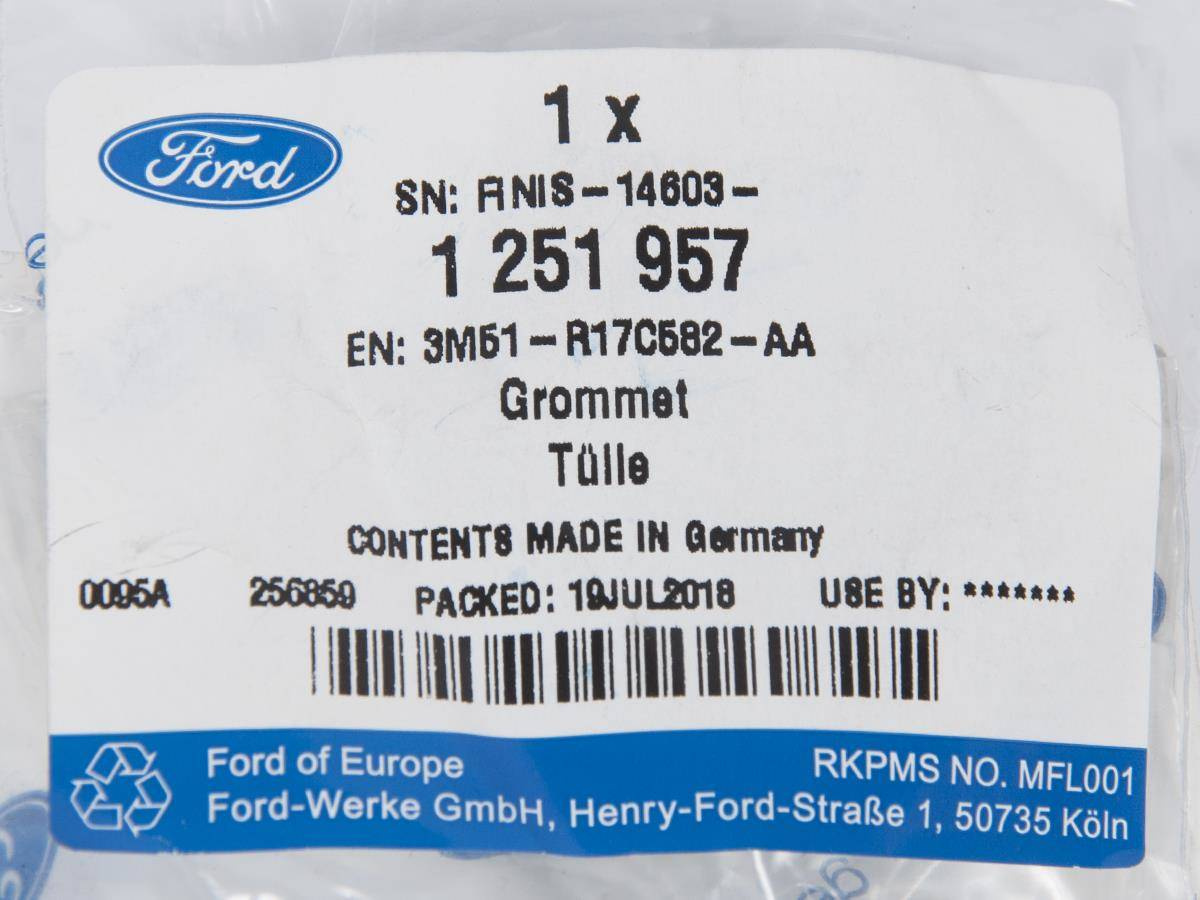 Ford
1 x
SN: FINIS-14603-
1 251 957
EN: 3M51-R17C582-AA
Grommet
Tülle
CONTENTS MADE IN Germany
0095A 256859 PACKED: 19JUL2018 USE BY: *******
Ford of Europe RKPMS NO. MFL001
Ford-Werke GmbH, Henry-Ford-Straße 1, 50735 Köln